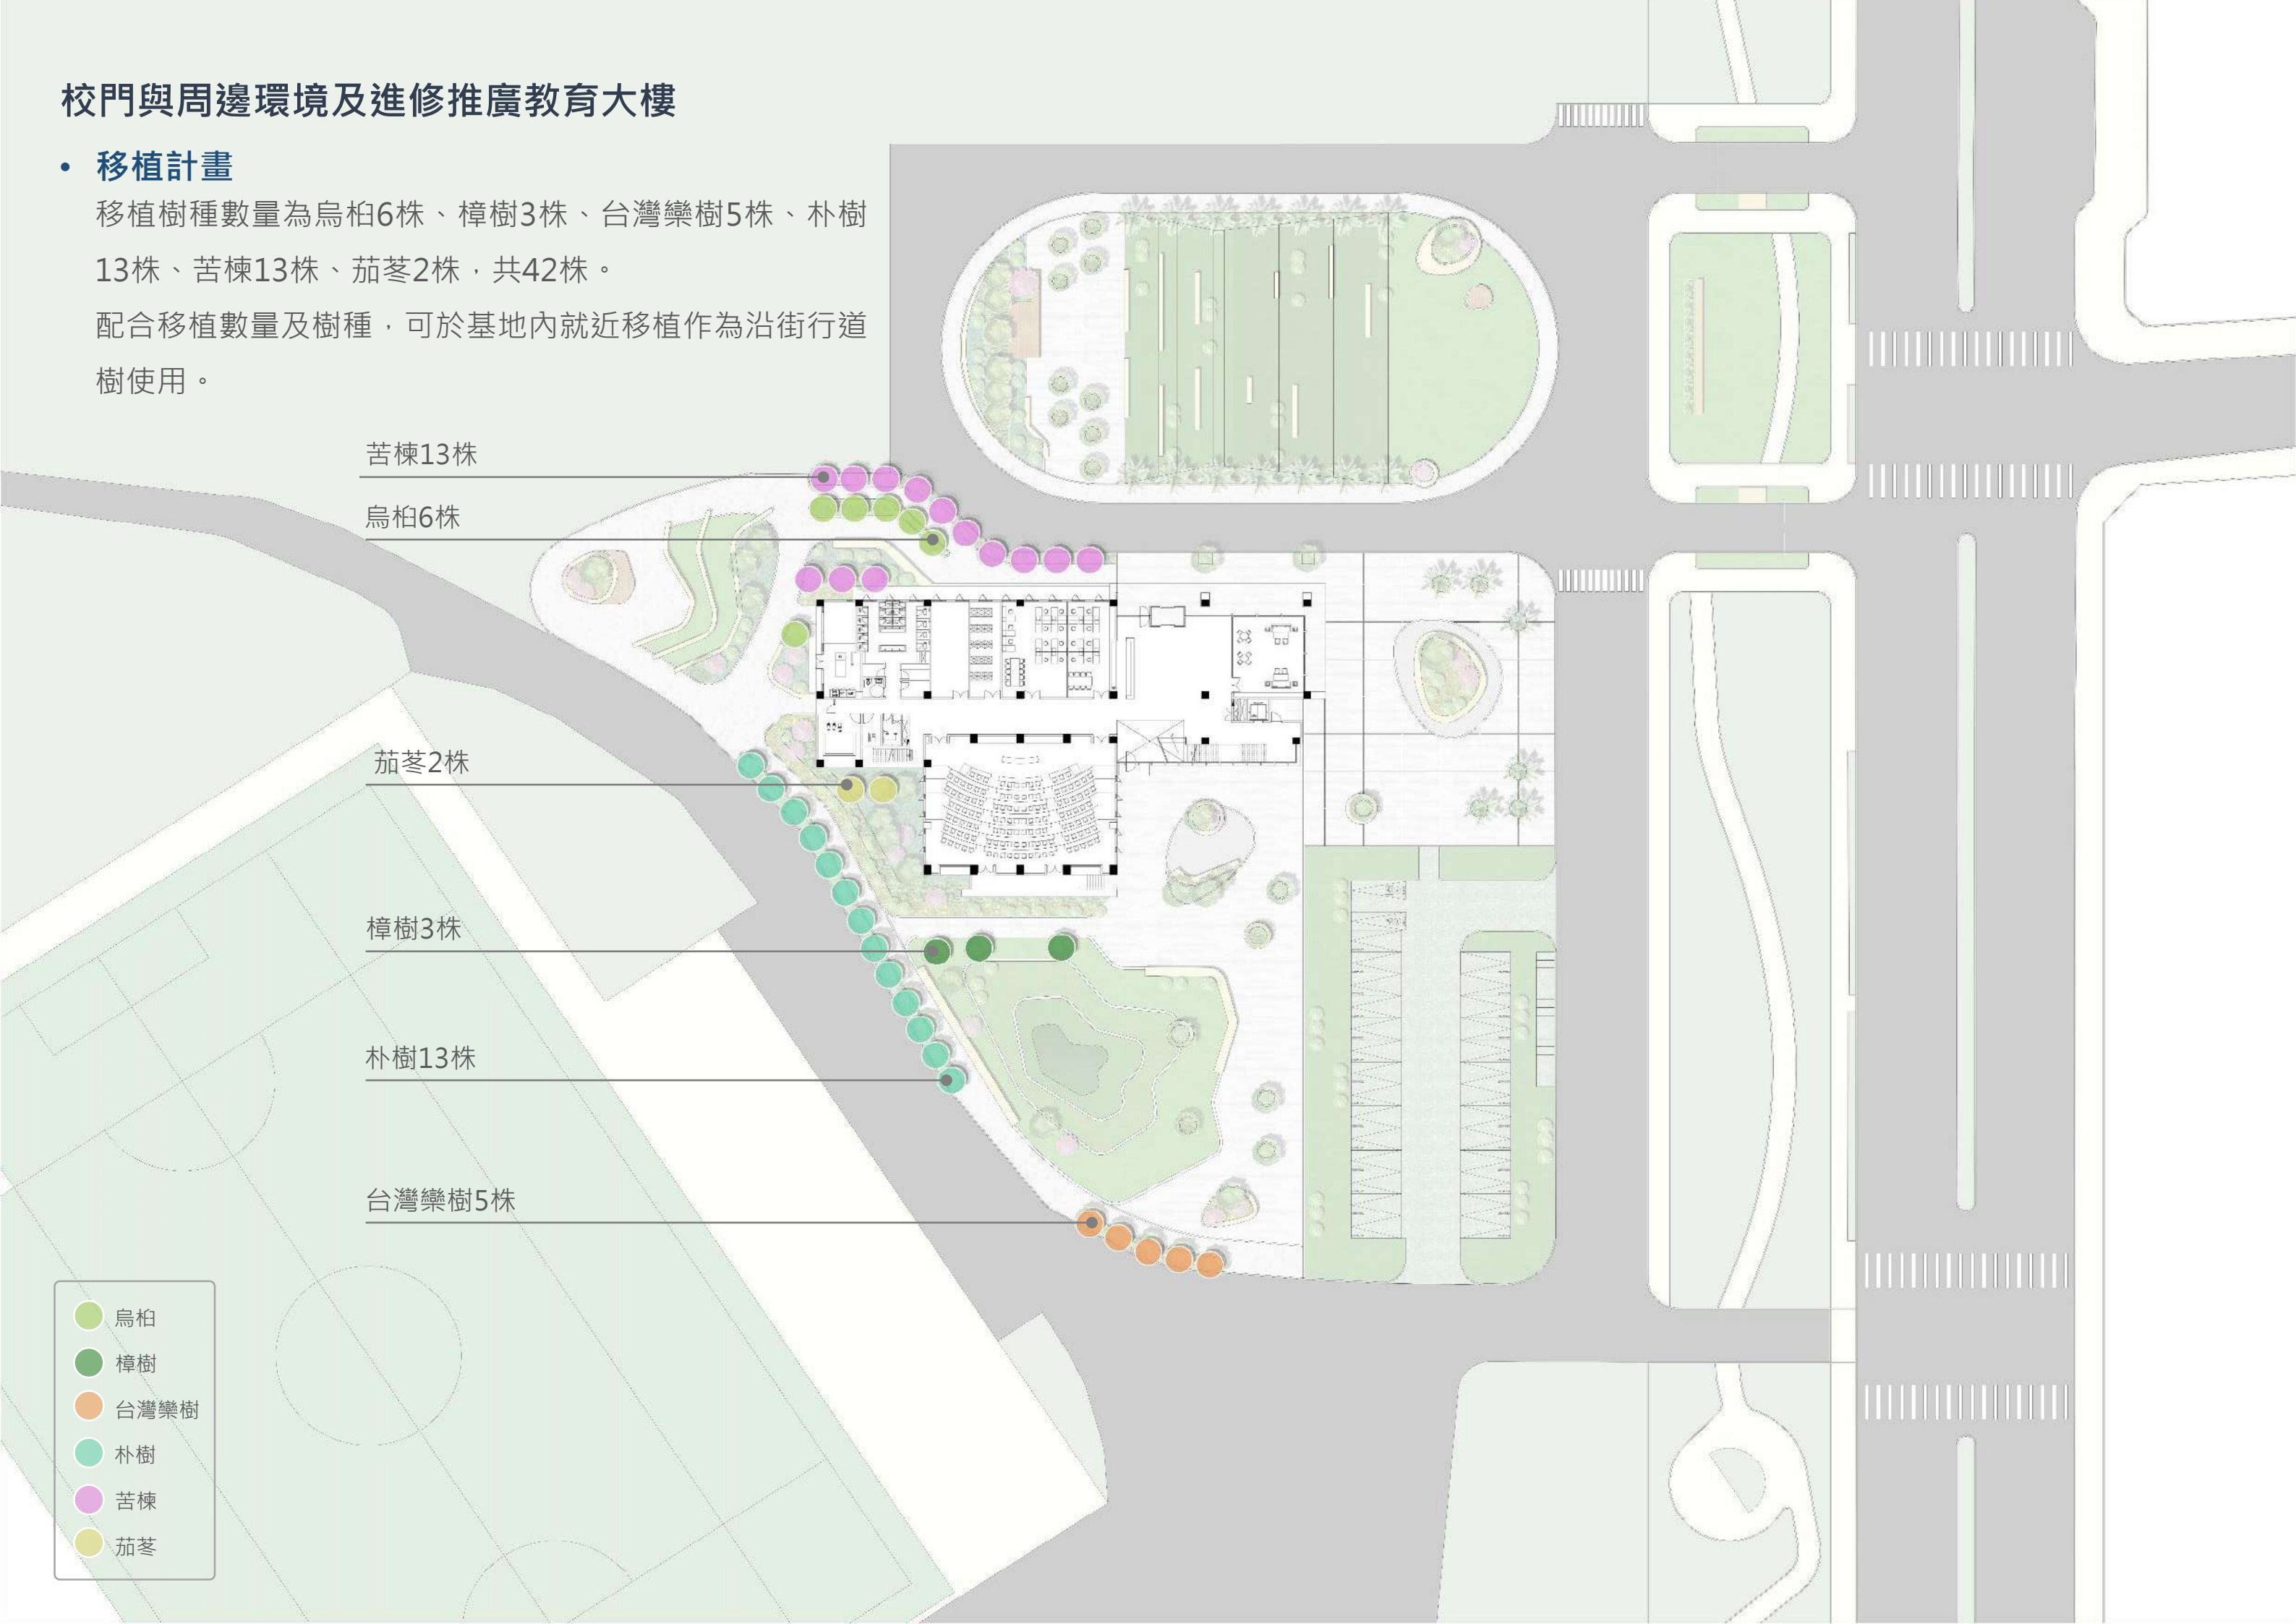 校門與周邊環境及進修推廣教育大樓
• 移植計畫
移植樹種數量為烏桕6株、樟樹3株、台灣欒樹5株、朴樹
13株、苦楝13株、茄苳2株，共42株。
配合移植數量及樹種，可於基地內就近移植作為沿街行道
樹使用。
苦楝13株
烏桕6株
茄苳2株
樟樹3株
朴樹13株
台灣欒樹5株
烏桕
樟樹
台灣欒樹
朴樹
苦楝
茄苳